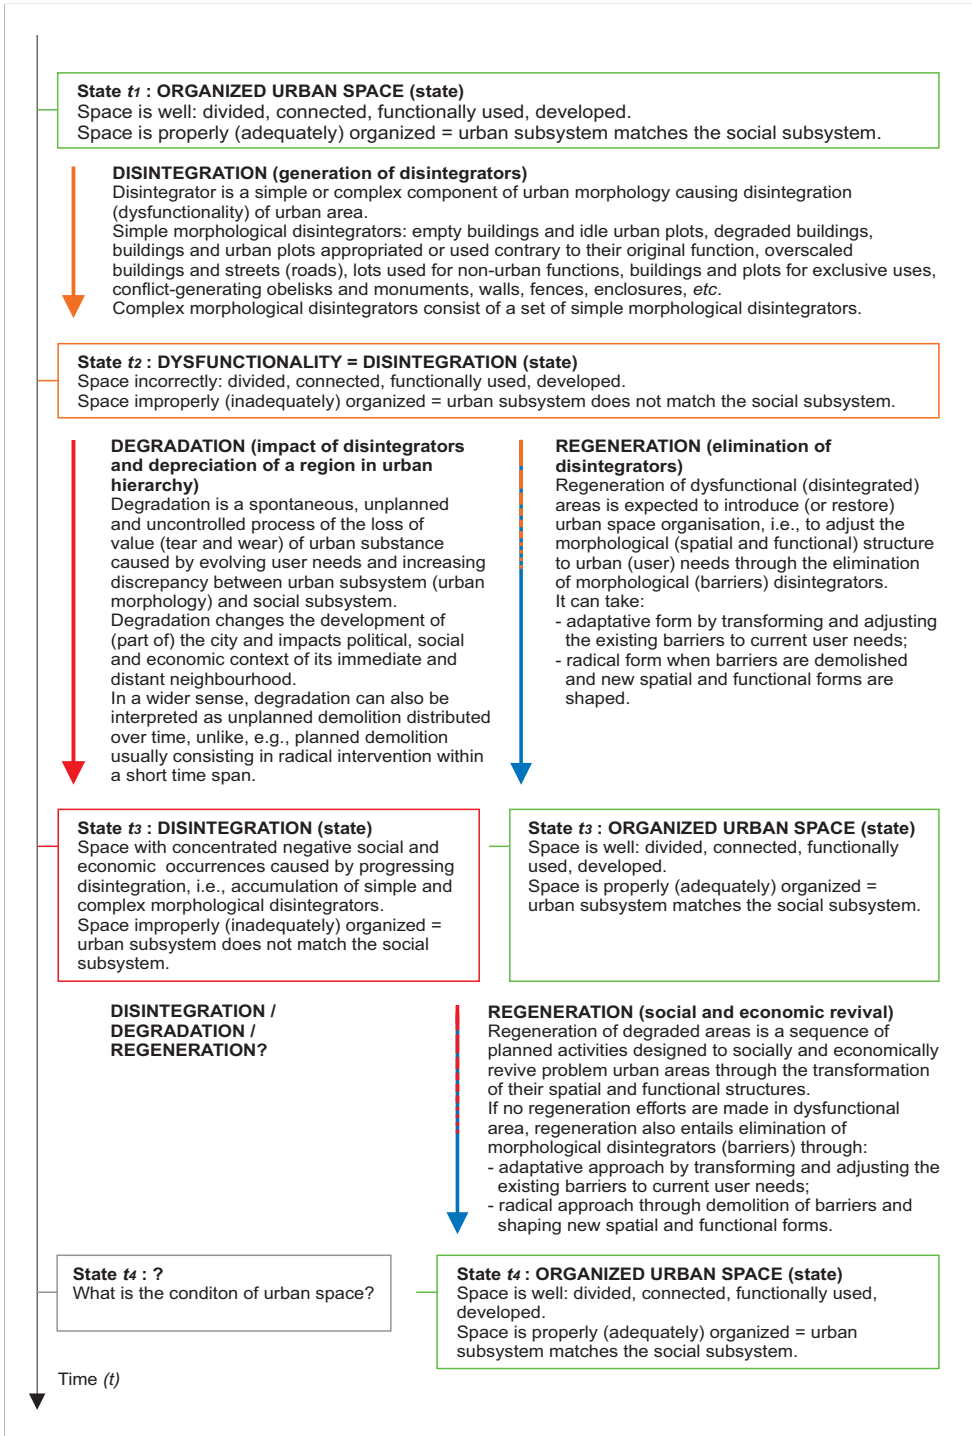 State t1 : ORGANIZED URBAN SPACE (state)
Space is well: divided, connected, functionally used, developed.
Space is properly (adequately) organized = urban subsystem matches the social subsystem.
DISINTEGRATION (generation of disintegrators)
Disintegrator is a simple or complex component of urban morphology causing disintegration
(dysfunctionality) of urban area.
Simple morphological disintegrators: empty buildings and idle urban plots, degraded buildings,
buildings and urban plots appropriated or used contrary to their original function, overscaled
buildings and streets (roads), lots used for non-urban functions, buildings and plots for exclusive uses,
conflict-generating obelisks and monuments, walls, fences, enclosures, etc.
Complex morphological disintegrators consist of a set of simple morphological disintegrators.
State t2 : DYSFUNCTIONALITY = DISINTEGRATION (state)
Space incorrectly: divided, connected, functionally used, developed.
Space improperly (inadequately) organized = urban subsystem does not match the social subsystem.
DEGRADATION (impact of disintegrators
and depreciation of a region in urban
hierarchy)
Degradation is a spontaneous, unplanned
and uncontrolled process of the loss of
value (tear and wear) of urban substance
caused by evolving user needs and increasing
discrepancy between urban subsystem (urban
morphology) and social subsystem.
Degradation changes the development of
(part of) the city and impacts political, social
and economic context of its immediate and
distant neighbourhood.
In a wider sense, degradation can also be
interpreted as unplanned demolition distributed
over time, unlike, e.g., planned demolition
usually consisting in radical intervention within
a short time span.
REGENERATION (elimination of
disintegrators)
Regeneration of dysfunctional (disintegrated)
areas is expected to introduce (or restore)
urban space organisation, i.e., to adjust the
morphological (spatial and functional) structure
to urban (user) needs through the elimination
of morphological (barriers) disintegrators.
It can take:
- adaptative form by transforming and adjusting
the existing barriers to current user needs;
- radical form when barriers are demolished
and new spatial and functional forms are
shaped.
State t3 : DISINTEGRATION (state)
Space with concentrated negative social and
economic occurrences caused by progressing
disintegration, i.e., accumulation of simple and
complex morphological disintegrators.
Space improperly (inadequately) organized =
urban subsystem does not match the social
subsystem.
State t3 : ORGANIZED URBAN SPACE (state)
Space is well: divided, connected, functionally
used, developed.
Space is properly (adequately) organized =
urban subsystem matches the social subsystem.
DISINTEGRATION /
DEGRADATION /
REGENERATION?
REGENERATION (social and economic revival)
Regeneration of degraded areas is a sequence of
planned activities designed to socially and economically
revive problem urban areas through the transformation
of their spatial and functional structures.
If no regeneration efforts are made in dysfunctional
area, regeneration also entails elimination of
morphological disintegrators (barriers) through:
- adaptative approach by transforming and adjusting the
existing barriers to current user needs;
- radical approach through demolition of barriers and
shaping new spatial and functional forms.
State t4 : ?
What is the conditon of urban space?
State t4 : ORGANIZED URBAN SPACE (state)
Space is well: divided, connected, functionally used,
developed.
Space is properly (adequately) organized = urban
subsystem matches the social subsystem.
Time (t)